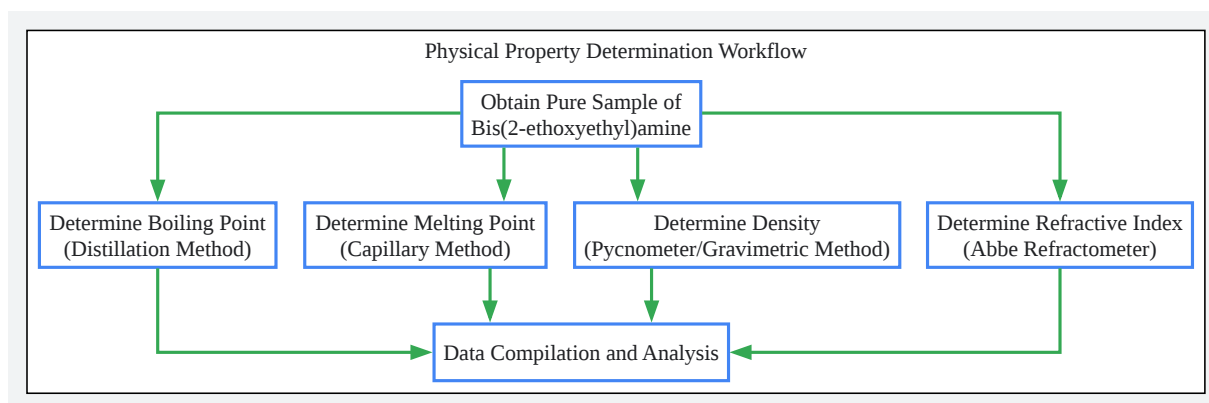 Physical Property Determination Workflow
Obtain Pure Sample of
Bis(2-ethoxyethyl)amine
Determine Boiling Point
(Distillation Method)
Determine Melting Point
(Capillary Method)
Determine Density
(Pycnometer/Gravimetric Method)
Determine Refractive Index
(Abbe Refractometer)
Data Compilation and Analysis